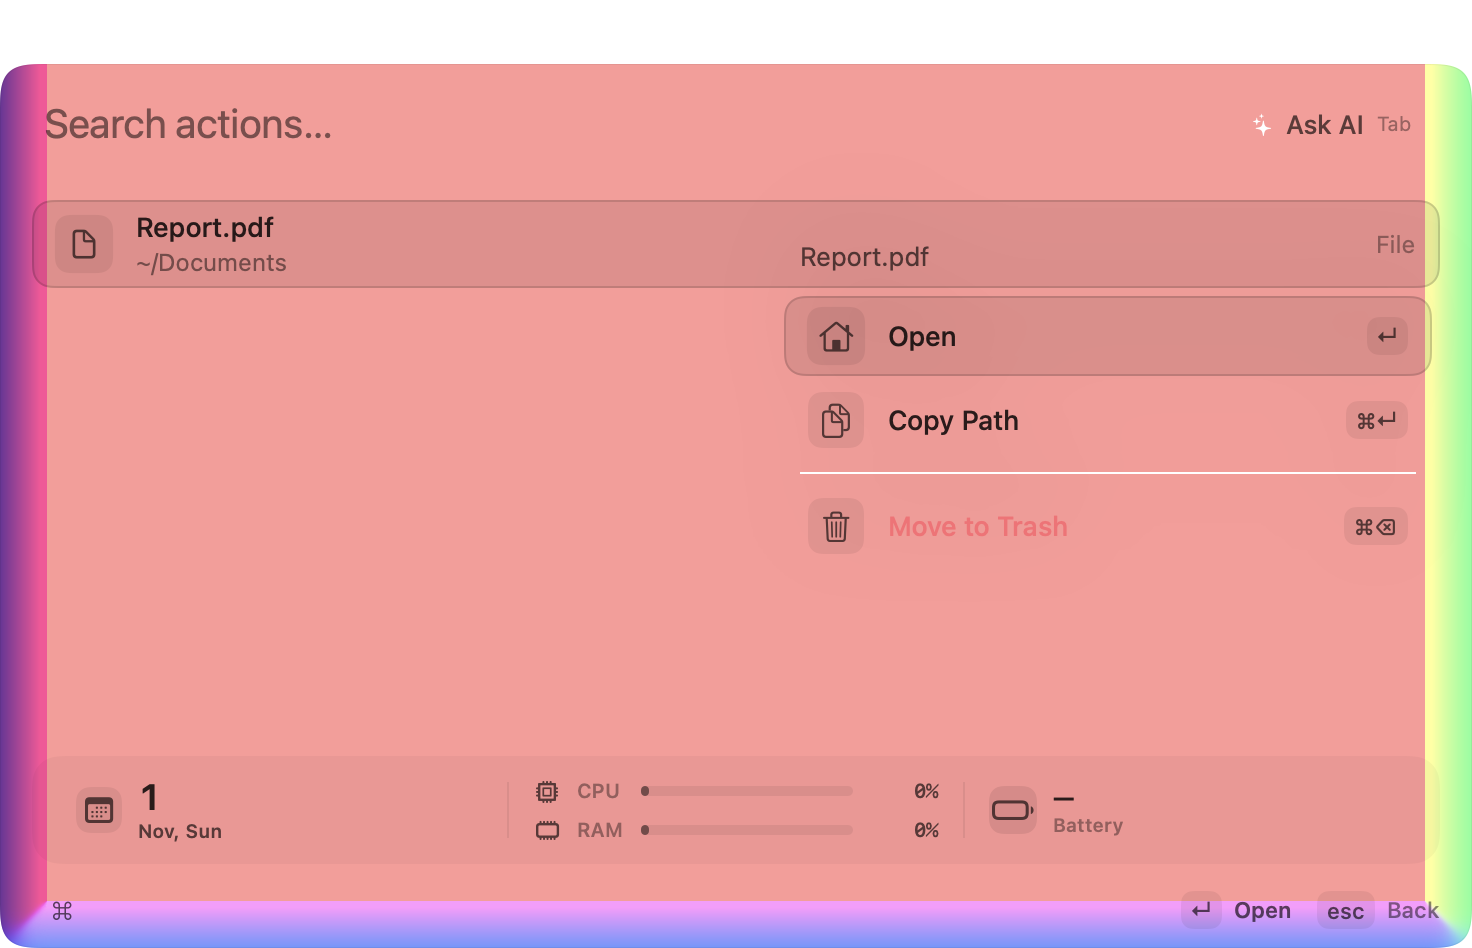 Search actions...
Ask AI Tab
Report.pdf
~/Documents
File
Report.pdf
Open ↵
Copy Path ⌘↵
Move to Trash ⌘⌫
1
Nov, Sun
CPU 0%
RAM 0%
—
Battery
⌘
↵ Open esc Back